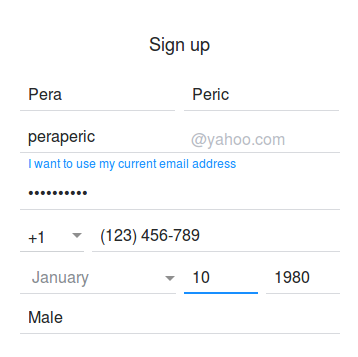 Sign up
Pera Peric
peraperic @yahoo.com
I want to use my current email address
••••••••••
+1 (123) 456-789
January 10 1980
Male